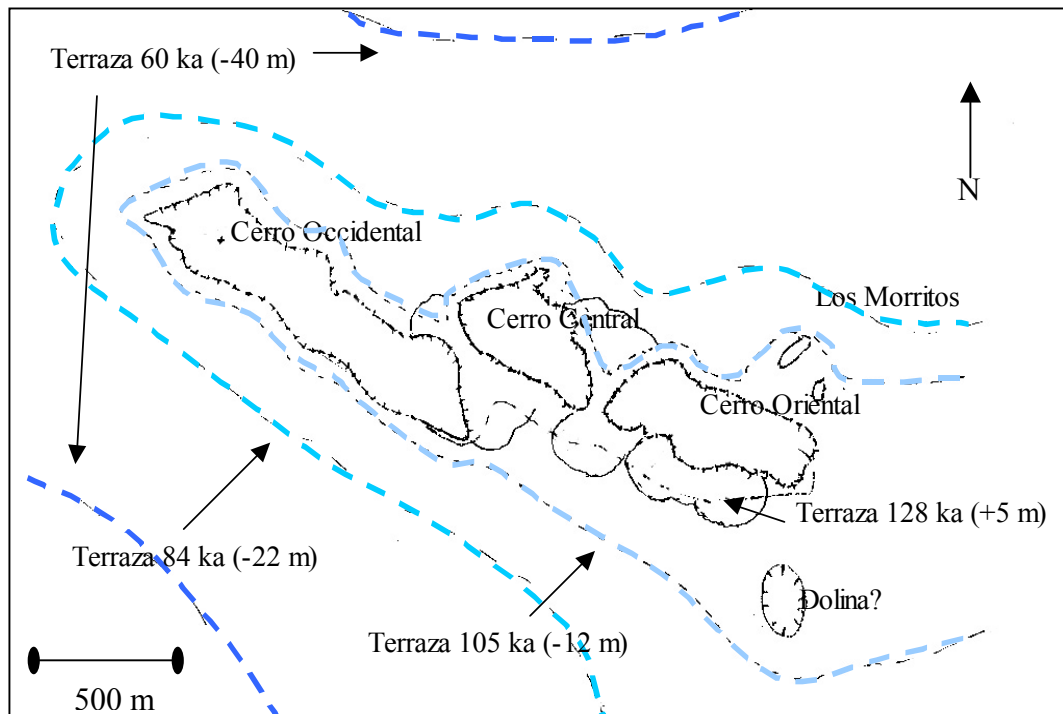 Terraza 60 ka (-40 m)
N
Cerro Occidental
Los Morritos
Cerro Central
Cerro Oriental
Terraza 128 ka (+5 m)
Terraza 84 ka (-22 m)
Dolina?
Terraza 105 ka (-12 m)
500 m